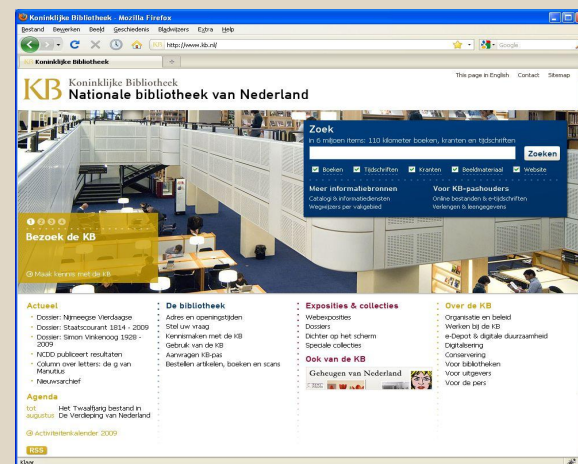 Koninklijke Bibliotheek - Mozilla Firefox
Bestand Bewerken Beeld Geschiedenis Bladwijzers Extra Help
http://www.kb.nl/
Google
Koninklijke Bibliotheek
This page in English Contact Sitemap
KB Koninklijke Bibliotheek
Nationale bibliotheek van Nederland
Zoek
In 6 miljoen items: 110 kilometer boeken, kranten en tijdschriften
Zoeken
Boeken Tijdschriften Kranten Beeldmateriaal Website
Meer informatiebronnen
Catalogi & informatiediensten
Wegwijzers per vakgebied
Voor KB-pashouders
Online bestanden & e-tijdschriften
Verlengen & leengegevens
1 2 3 4
Bezoek de KB
Maak kennis met de KB
Actueel
Dossier: Nijmeegse Vierdaagse
Dossier: Staatscourant 1814 - 2009
Dossier: Simon Vinkenoog 1928 -
2009
NCDD publiceert resultaten
Column over letters: de g van
Manutius
Nieuwsarchief
Agenda
tot Het Twaalfjarig bestand in
augustus De Verdieping van Nederland
Activiteitenkalender 2009
RSS
De bibliotheek
Adres en openingstijden
Stel uw vraag
Kennismaken met de KB
Gebruik van de KB
Aanvragen KB-pas
Bestellen artikelen, boeken en scans
Exposities & collecties
Webexposities
Dossiers
Dichter op het scherm
Speciale collecties
Ook van de KB
Geheugen van Nederland
Over de KB
Organisatie en beleid
Werken bij de KB
e-Depot & digitale duurzaamheid
Digitalisering
Conservering
Voor bibliotheken
Voor uitgevers
Voor de pers
Klaar